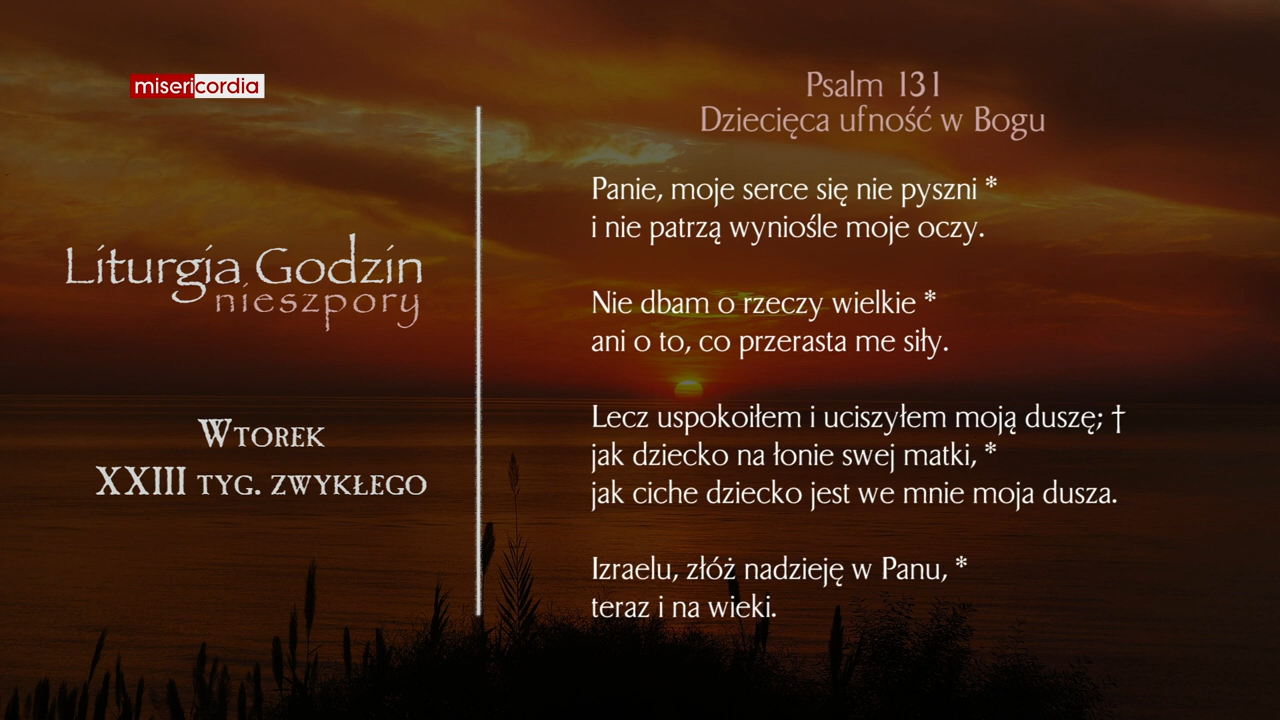 misericordia
Liturgia Godzin
nieszpory
Wtorek
XXIII tyg. zwykłego
Psalm 131
Dziecięca ufność w Bogu
Panie, moje serce się nie pyszni *
i nie patrzą wyniośle moje oczy.
Nie dbam o rzeczy wielkie *
ani o to, co przerasta me siły.
Lecz uspokoiłem i uciszyłem moją duszę; †
jak dziecko na łonie swej matki, *
jak ciche dziecko jest we mnie moja dusza.
Izraelu, złóż nadzieję w Panu, *
teraz i na wieki.